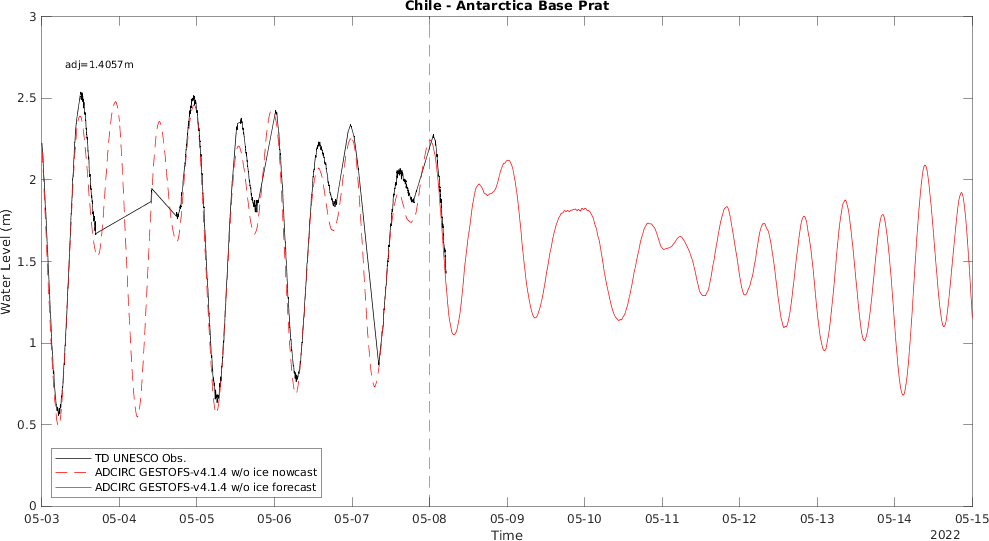 Chile - Antarctica Base Prat
3
adj=1.4057m
2.5
2
1.5
1
0.5
0
Water Level (m)
TD UNESCO Obs.
ADCIRC GESTOFS-v4.1.4 w/o ice nowcast
ADCIRC GESTOFS-v4.1.4 w/o ice forecast
05-03 05-04 05-05 05-06 05-07 05-08 05-09 05-10 05-11 05-12 05-13 05-14 05-15
Time
2022